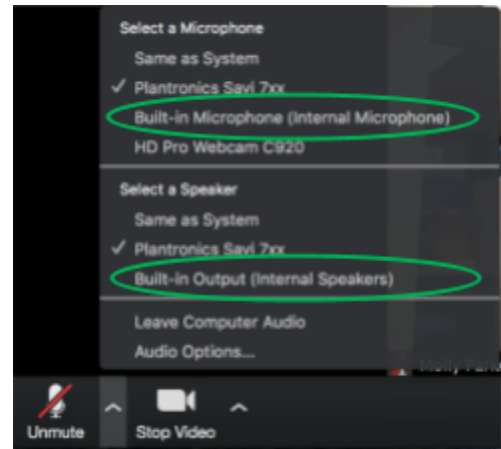 Select a Microphone
Same as System
✓ Plantronics Savi 7xx
Built-in Microphone (Internal Microphone)
HD Pro Webcam C920
Select a Speaker
Same as System
✓ Plantronics Savi 7xx
Built-in Output (Internal Speakers)
Leave Computer Audio
Audio Options...
Molly
Unmute
Stop Video